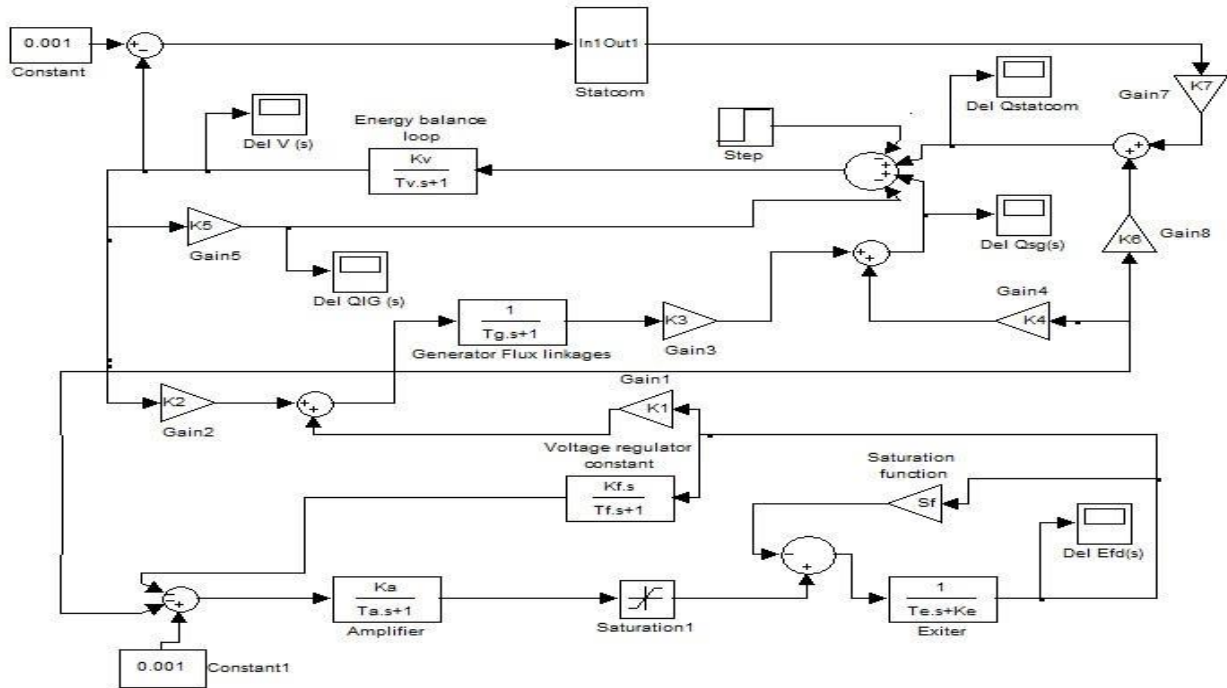 0.001
Constant
In1Out1
Statcom
Del Qstatcom
Gain7
K7
Del V (s)
Energy balance
loop
Kv
Tv.s+1
Step
K5
Gain5
Del QIG (s)
Del Qsg(s)
K6
Gain8
1
Tg.s+1
Generator Flux linkages
K3
Gain3
Gain4
K4
K2
Gain2
Gain1
K1
Voltage regulator
constant
Kf.s
Tf.s+1
Saturation
function
Sf
Del Efd(s)
Ka
Ta.s+1
Amplifier
Saturation1
1
Te.s+Ke
Exiter
0.001
Constant1